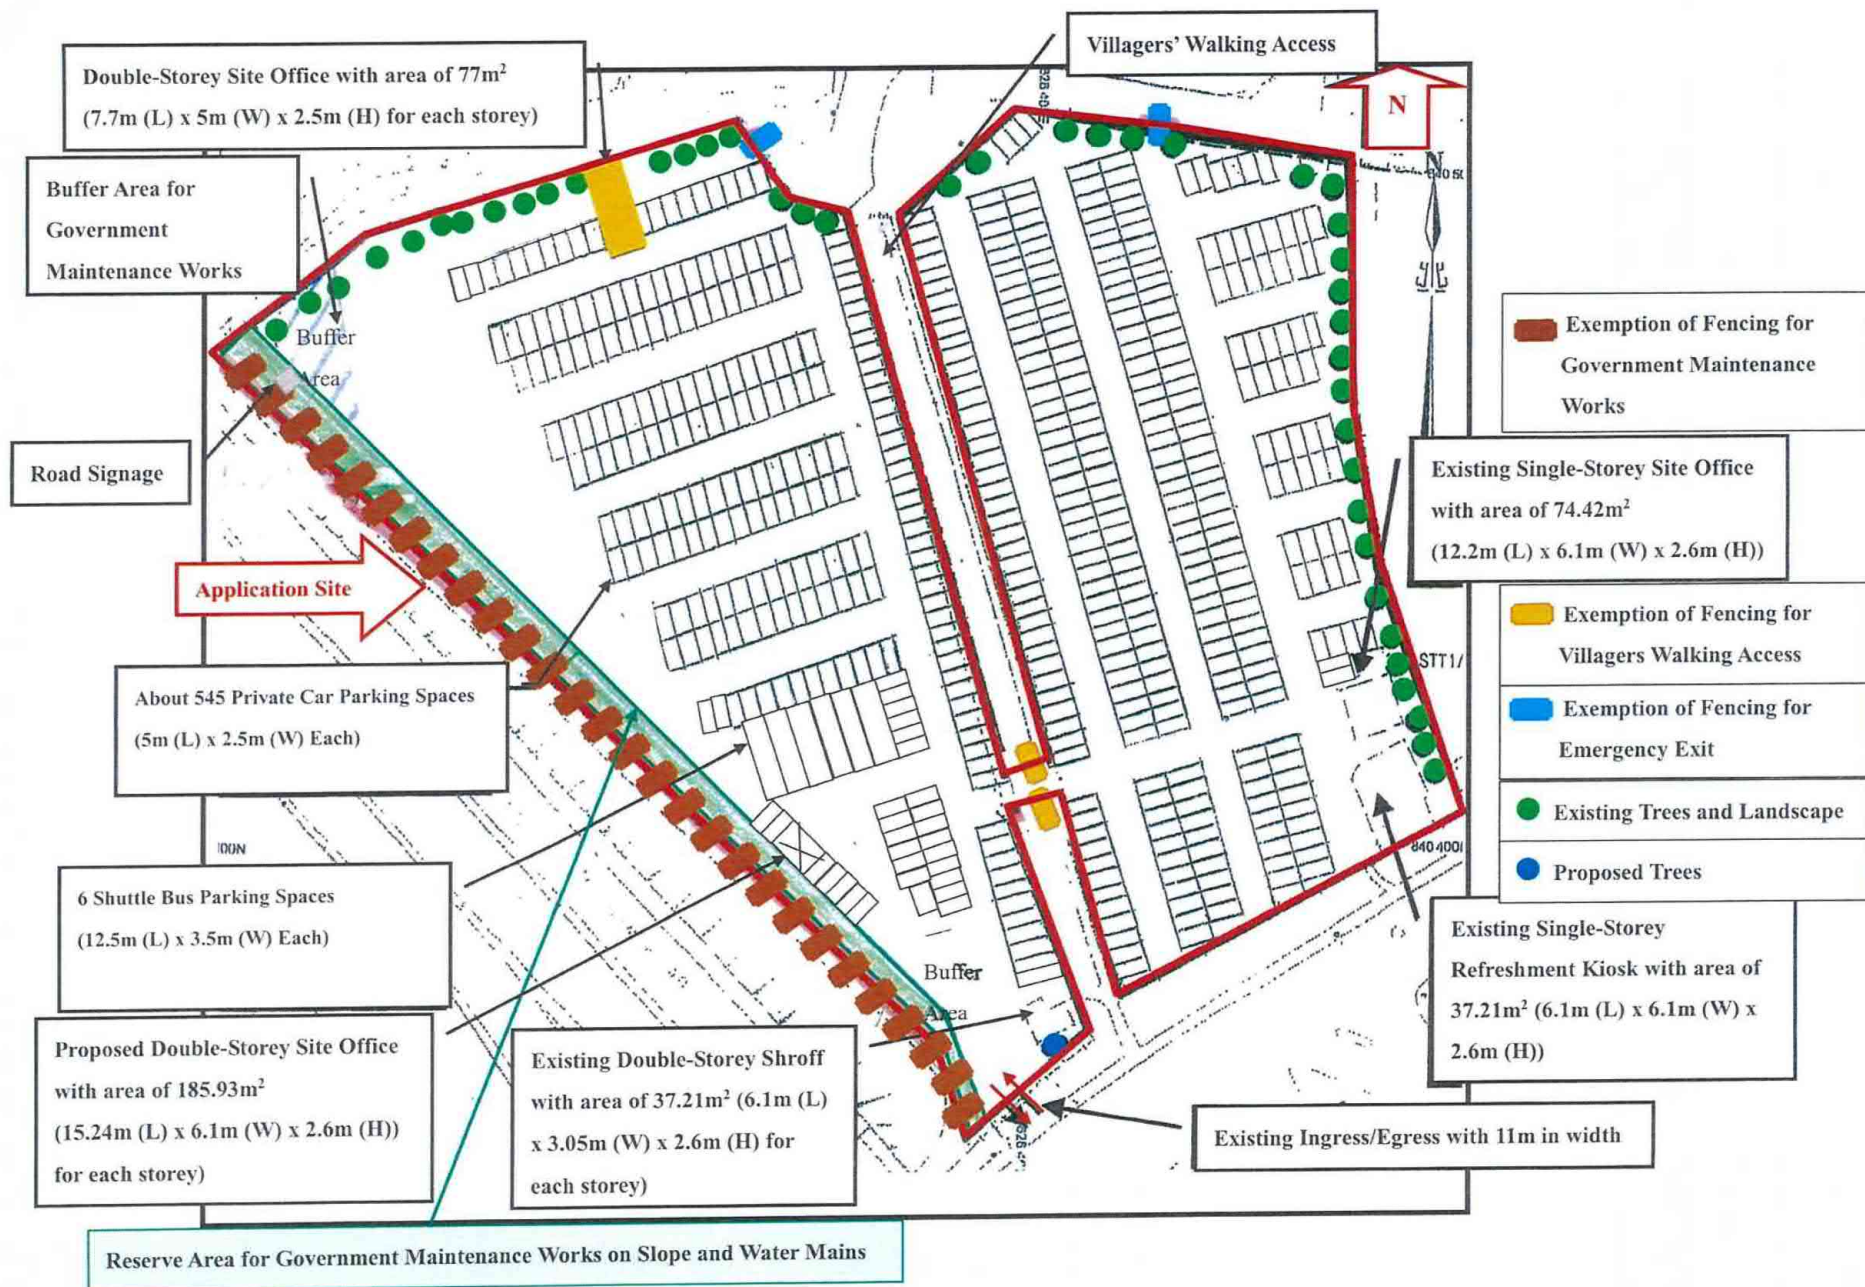 Double-Storey Site Office with area of 77m²
(7.7m (L) x 5m (W) x 2.5m (H) for each storey)
Villagers' Walking Access
N
Buffer Area for
Government
Maintenance Works
Buffer
Area
Road Signage
Application Site
About 545 Private Car Parking Spaces
(5m (L) x 2.5m (W) Each)
6 Shuttle Bus Parking Spaces
(12.5m (L) x 3.5m (W) Each)
Proposed Double-Storey Site Office
with area of 185.93m²
(15.24m (L) x 6.1m (W) x 2.6m (H))
for each storey)
Existing Double-Storey Shroff
with area of 37.21m² (6.1m (L)
x 3.05m (W) x 2.6m (H) for
each storey)
Buffer
Area
Reserve Area for Government Maintenance Works on Slope and Water Mains
Existing Ingress/Egress with 11m in width
Exemption of Fencing for
Government Maintenance
Works
Existing Single-Storey Site Office
with area of 74.42m²
(12.2m (L) x 6.1m (W) x 2.6m (H))
Exemption of Fencing for
Villagers Walking Access
Exemption of Fencing for
Emergency Exit
Existing Trees and Landscape
Proposed Trees
Existing Single-Storey
Refreshment Kiosk with area of
37.21m² (6.1m (L) x 6.1m (W) x
2.6m (H))
STT1/